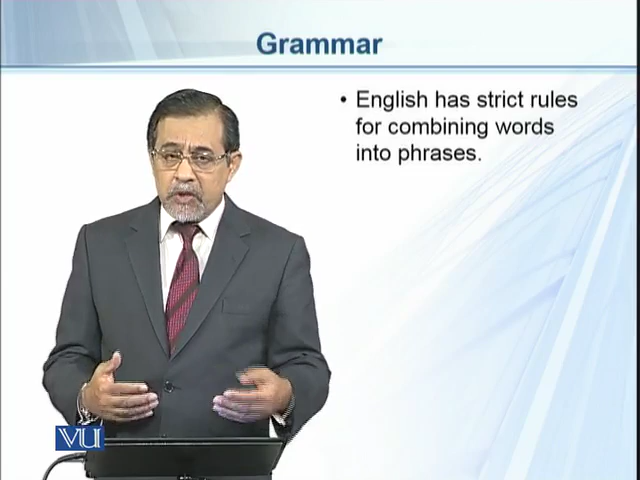 Grammar
• English has strict rules
for combining words
into phrases.
VU